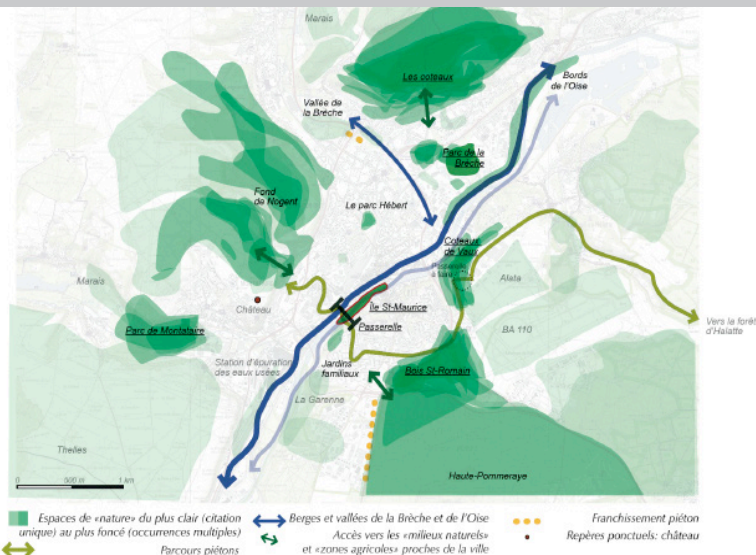 Marais
Les coteaux
Bords
de l'Oise
Vallée de
la Brèche
Parc de la
Brèche
Fond
de Nogent
Le parc Hébert
Coteaux
de Vaux
Passerelle
à faire
Alata
Marais
Château
Île St-Maurice
Vers la forêt
d'Halatte
Parc de Montataire
Passerelle
BA 110
Station d'épuration
des eaux usées
Jardins
familiaux
Bois St-Romain
La Garenne
Thelles
Haute-Pommeraye
0 500 m 1 km
Espaces de «nature» du plus clair (citation
unique) au plus foncé (occurrences multiples)
Parcours piétons
Berges et vallées de la Brèche et de l'Oise
Accès vers les «milieux naturels»
et «zones agricoles» proches de la ville
Franchissement piéton
Repères ponctuels: château